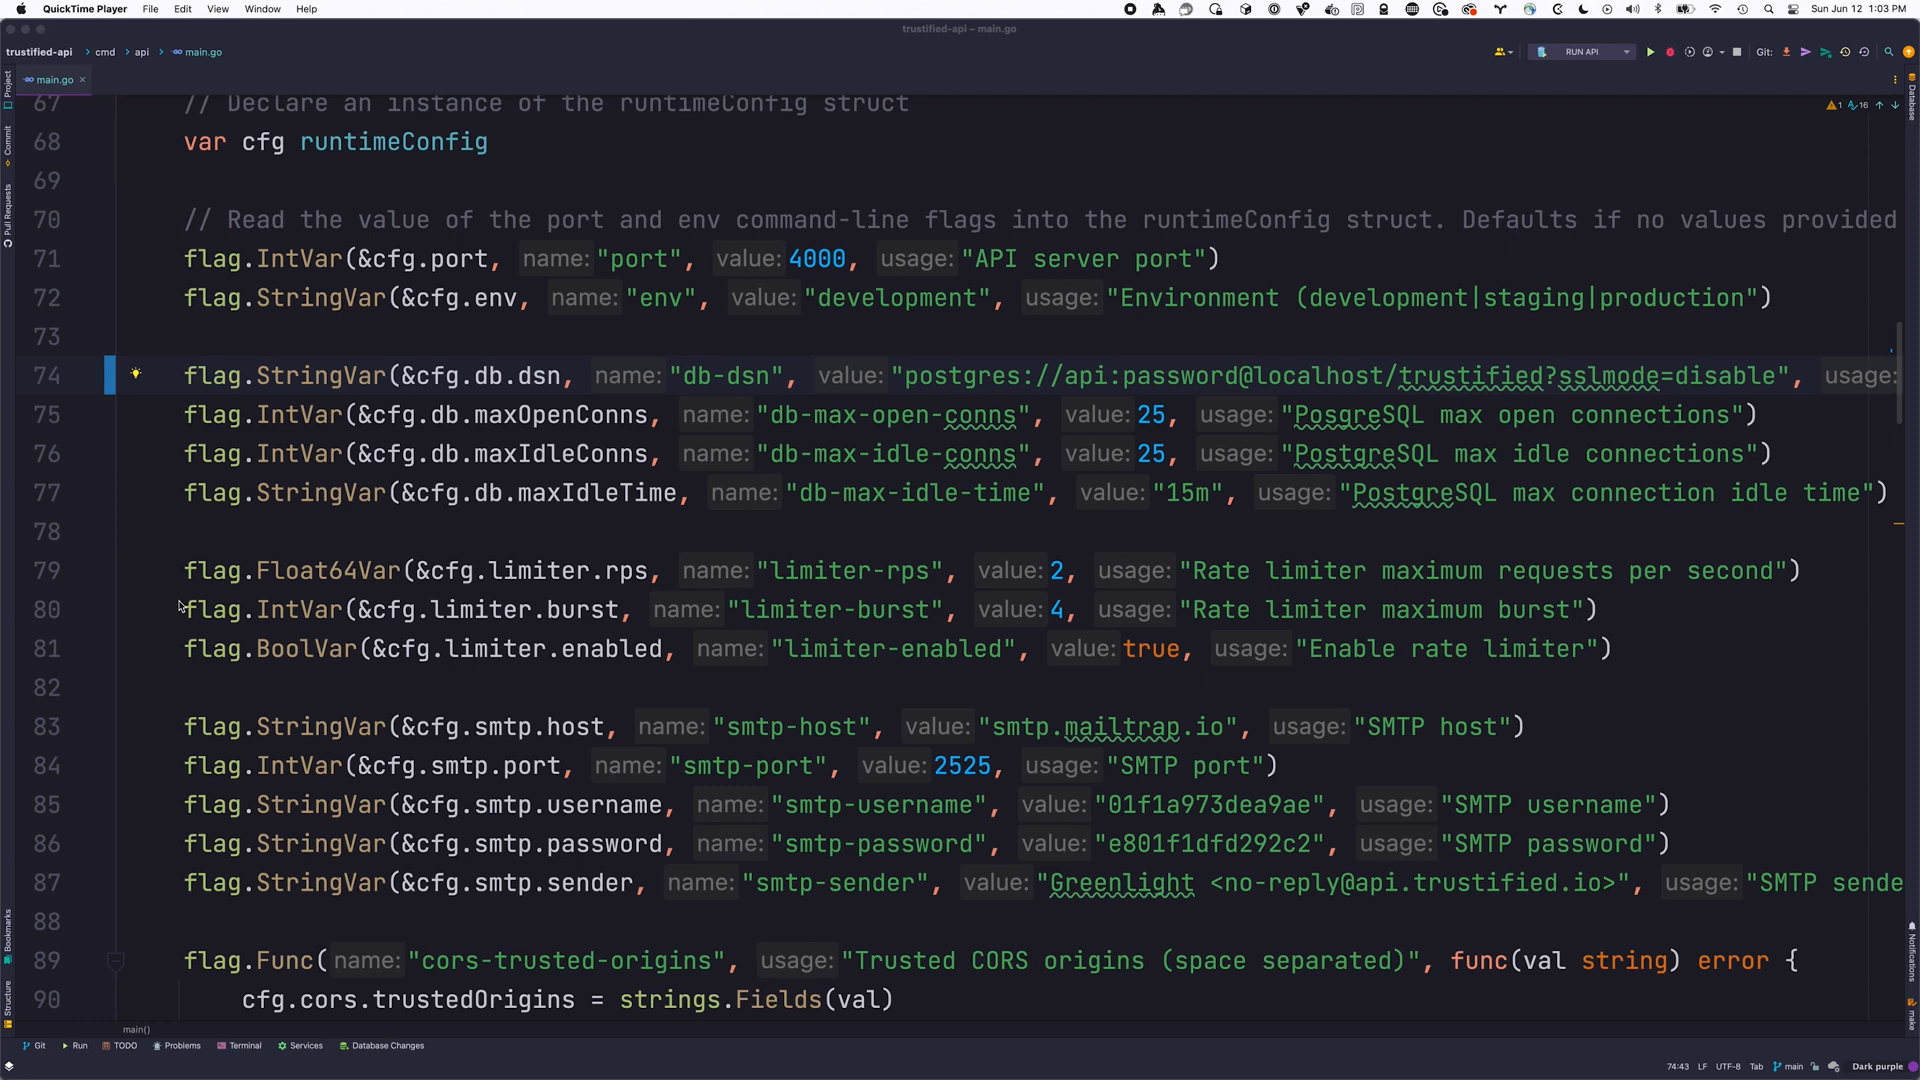 QuickTime Player File Edit View Window Help Sun Jun 12 1:03 PM
trustified-api – main.go
trustified-api cmd api main.go RUN API Git:
main.go
Project
Commit
Pull Requests
Bookmarks
Structure
Database
Notifications
make
1 16
67 // Declare an instance of the runtimeConfig struct
68 var cfg runtimeConfig
69
70 // Read the value of the port and env command-line flags into the runtimeConfig struct. Defaults if no values provided
71 flag.IntVar(&cfg.port, name: "port", value: 4000, usage: "API server port")
72 flag.StringVar(&cfg.env, name: "env", value: "development", usage: "Environment (development|staging|production")
73
74 flag.StringVar(&cfg.db.dsn, name: "db-dsn", value: "postgres://api:password@localhost/trustified?sslmode=disable", usage:
75 flag.IntVar(&cfg.db.maxOpenConns, name: "db-max-open-conns", value: 25, usage: "PosgreSQL max open connections")
76 flag.IntVar(&cfg.db.maxIdleConns, name: "db-max-idle-conns", value: 25, usage: "PostgreSQL max idle connections")
77 flag.StringVar(&cfg.db.maxIdleTime, name: "db-max-idle-time", value: "15m", usage: "PostgreSQL max connection idle time")
78
79 flag.Float64Var(&cfg.limiter.rps, name: "limiter-rps", value: 2, usage: "Rate limiter maximum requests per second")
80 flag.IntVar(&cfg.limiter.burst, name: "limiter-burst", value: 4, usage: "Rate limiter maximum burst")
81 flag.BoolVar(&cfg.limiter.enabled, name: "limiter-enabled", value: true, usage: "Enable rate limiter")
82
83 flag.StringVar(&cfg.smtp.host, name: "smtp-host", value: "smtp.mailtrap.io", usage: "SMTP host")
84 flag.IntVar(&cfg.smtp.port, name: "smtp-port", value: 2525, usage: "SMTP port")
85 flag.StringVar(&cfg.smtp.username, name: "smtp-username", value: "01f1a973dea9ae", usage: "SMTP username")
86 flag.StringVar(&cfg.smtp.password, name: "smtp-password", value: "e801f1dfd292c2", usage: "SMTP password")
87 flag.StringVar(&cfg.smtp.sender, name: "smtp-sender", value: "Greenlight <no-reply@api.trustified.io>", usage: "SMTP sende
88
89 flag.Func( name: "cors-trusted-origins", usage: "Trusted CORS origins (space separated)", func(val string) error {
90 cfg.cors.trustedOrigins = strings.Fields(val)
main()
Git Run TODO Problems Terminal Services Database Changes
74:43 LF UTF-8 Tab main Dark purple